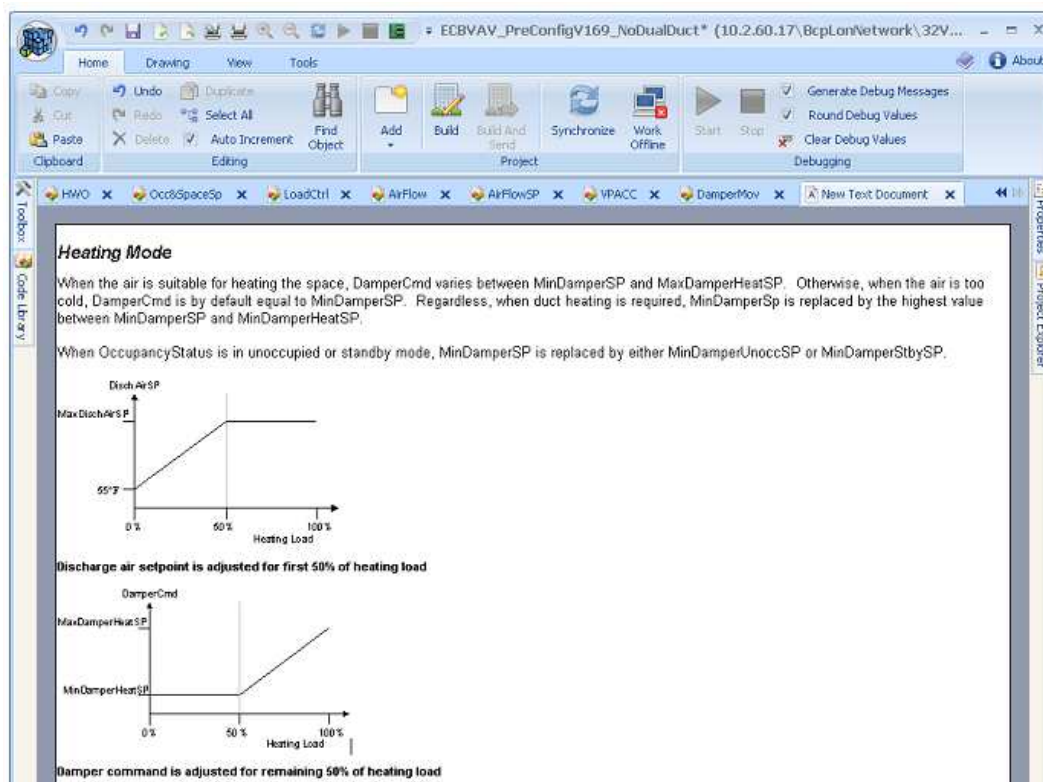 ECBVAV_PreConfigV169_NoDualDuct* {10.2.60.17\BcpLonNetwork\32V...
Home Drawing View Tools About
Copy Undo Duplicate Generate Debug Messages
Cut Redo Select All Round Debug Values
Paste Delete Auto Increment Find Object Add Build Build And Send Synchronize Work Offline Start Stop Clear Debug Values
Clipboard Editing Project Debugging
HWO X Occ&SpaceSp X LoadCtrl X AirFlow X AirFlowSP X VPACC X DamperMov X New Text Document X
Toolbox
Code Library
Properties
Project Explorer
Heating Mode
When the air is suitable for heating the space, DamperCmd varies between MinDamperSP and MaxDamperHeatSP. Otherwise, when the air is too
cold, DamperCmd is by default equal to MinDamperSP. Regardless, when duct heating is required, MinDamperSp is replaced by the highest value
between MinDamperSP and MinDamperHeatSP.
When OccupancyStatus is in unoccupied or standby mode, MinDamperSP is replaced by either MinDamperUnoccSP or MinDamperStbySP.
Disch AirSP
MaxDischAirSP
55°F
0% 50% 100%
Heating Load
Discharge air setpoint is adjusted for first 50% of heating load
DamperCmd
MaxDamperHeatSP
MinDamperHeatSP
0% 50% 100%
Heating Load
Damper command is adjusted for remaining 50% of heating load